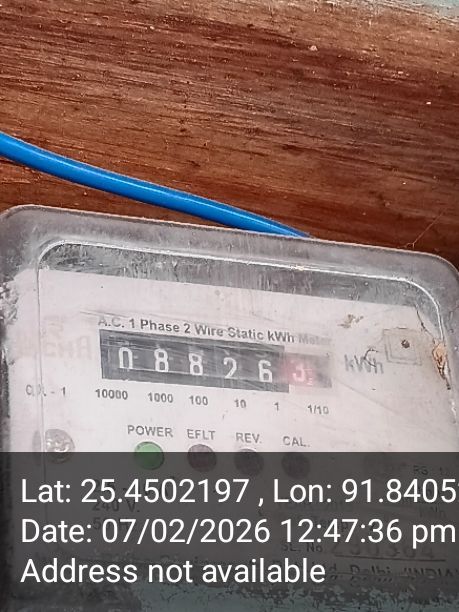 A.C. 1 Phase 2 Wire Static kWh Meter
0 8 8 2 6 kWh
10000 1000 100 10 1 1/10
POWER EFLT REV. CAL.
Lat: 25.4502197 , Lon: 91.8405
Date: 07/02/2026 12:47:36 pm
240 V.
Address not available